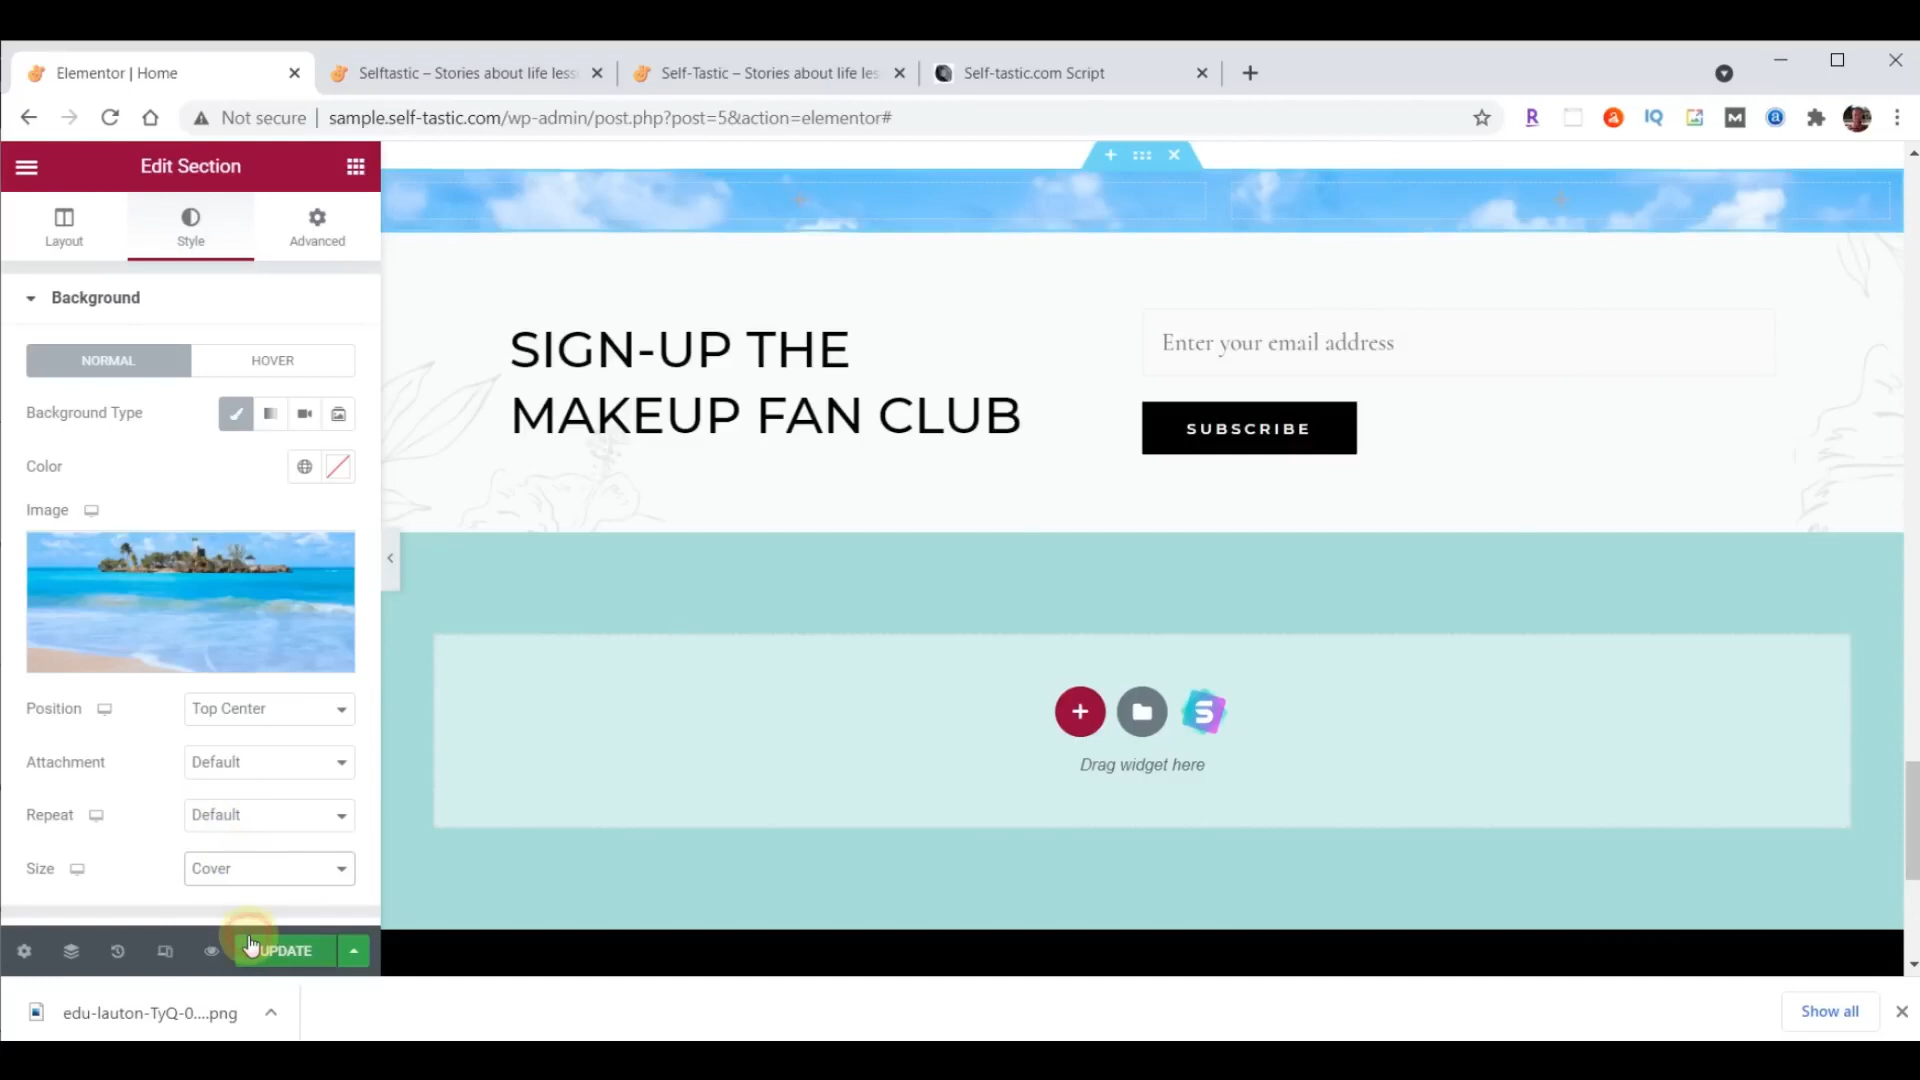 Elementor | Home
Selftastic – Stories about life less
Self-Tastic – Stories about life les
Self-tastic.com Script
Not secure | sample.self-tastic.com/wp-admin/post.php?post=5&action=elementor#
R
a
IQ
M
a
Edit Section
Layout
Style
Advanced
Background
NORMAL
HOVER
Background Type
Color
Image
Position
Top Center
Attachment
Default
Repeat
Default
Size
Cover
UPDATE
SIGN-UP THE
MAKEUP FAN CLUB
Enter your email address
SUBSCRIBE
S
Drag widget here
edu-lauton-TyQ-0....png
Show all